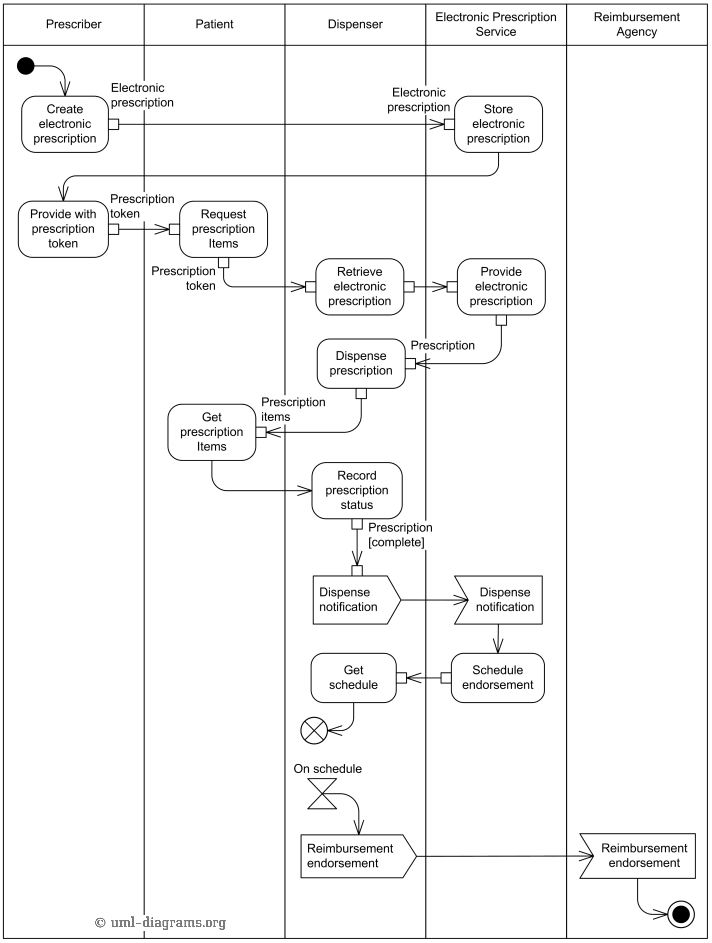 Prescriber
Patient
Dispenser
Electronic Prescription
Service
Reimbursement
Agency
Create
electronic
prescription
Electronic
prescription
Electronic
prescription
Store
electronic
prescription
Provide with
prescription
token
Prescription
token
Request
prescription
Items
Prescription
token
Retrieve
electronic
prescription
Provide
electronic
prescription
Prescription
Dispense
prescription
Prescription
items
Get
prescription
Items
Record
prescription
status
Prescription
[complete]
Dispense
notification
Dispense
notification
Get
schedule
Schedule
endorsement
On schedule
Reimbursement
endorsement
Reimbursement
endorsement
© uml-diagrams.org